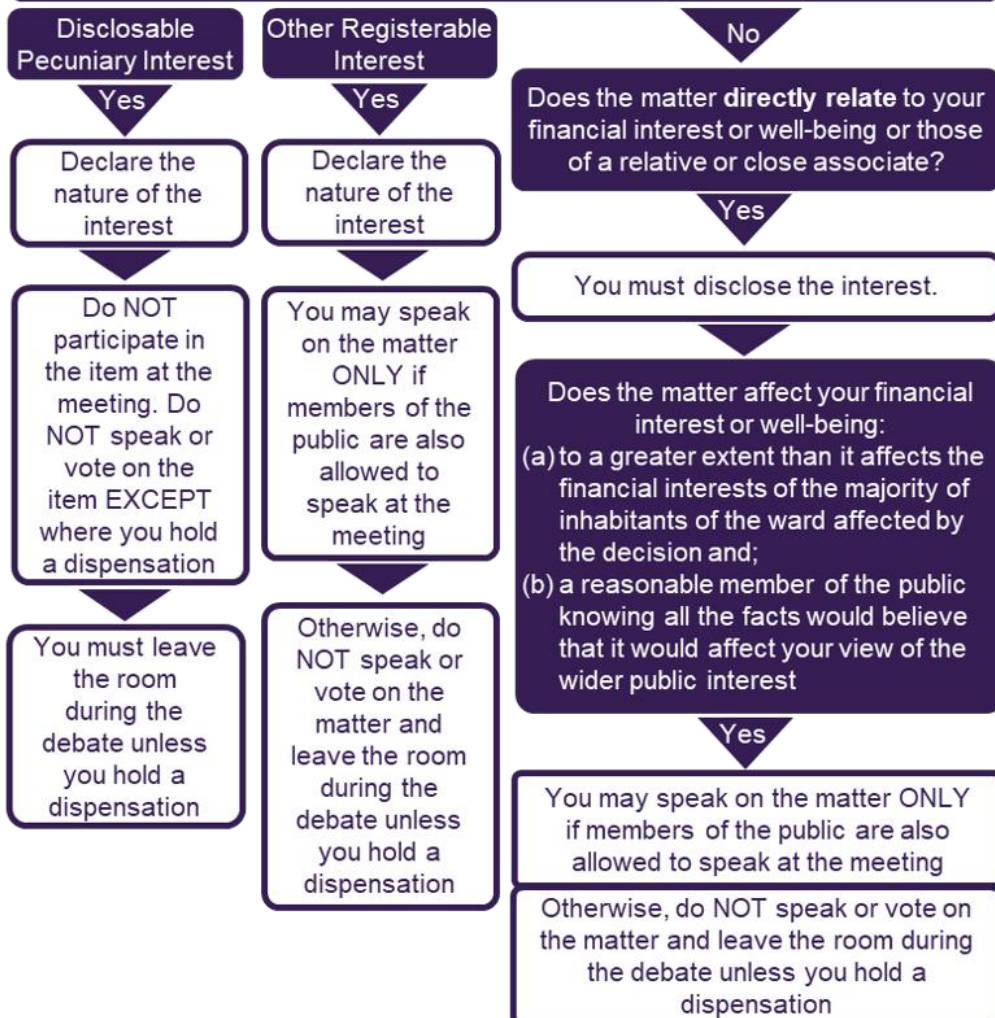 Disclosable
Pecuniary Interest
Yes
Declare the
nature of the
interest
Do NOT
participate in
the item at the
meeting. Do
NOT speak or
vote on the
item EXCEPT
where you hold
a dispensation
You must leave
the room
during the
debate unless
you hold a
dispensation
Other Registerable
Interest
Yes
Declare the
nature of the
interest
You may speak
on the matter
ONLY if
members of the
public are also
allowed to
speak at the
meeting
Otherwise, do
NOT speak or
vote on the
matter and
leave the room
during the
debate unless
you hold a
dispensation
No
Does the matter directly relate to your
financial interest or well-being or those
of a relative or close associate?
Yes
You must disclose the interest.
Does the matter affect your financial
interest or well-being:
(a) to a greater extent than it affects the
financial interests of the majority of
inhabitants of the ward affected by
the decision and;
(b) a reasonable member of the public
knowing all the facts would believe
that it would affect your view of the
wider public interest
Yes
You may speak on the matter ONLY
if members of the public are also
allowed to speak at the meeting
Otherwise, do NOT speak or vote on
the matter and leave the room during
the debate unless you hold a
dispensation